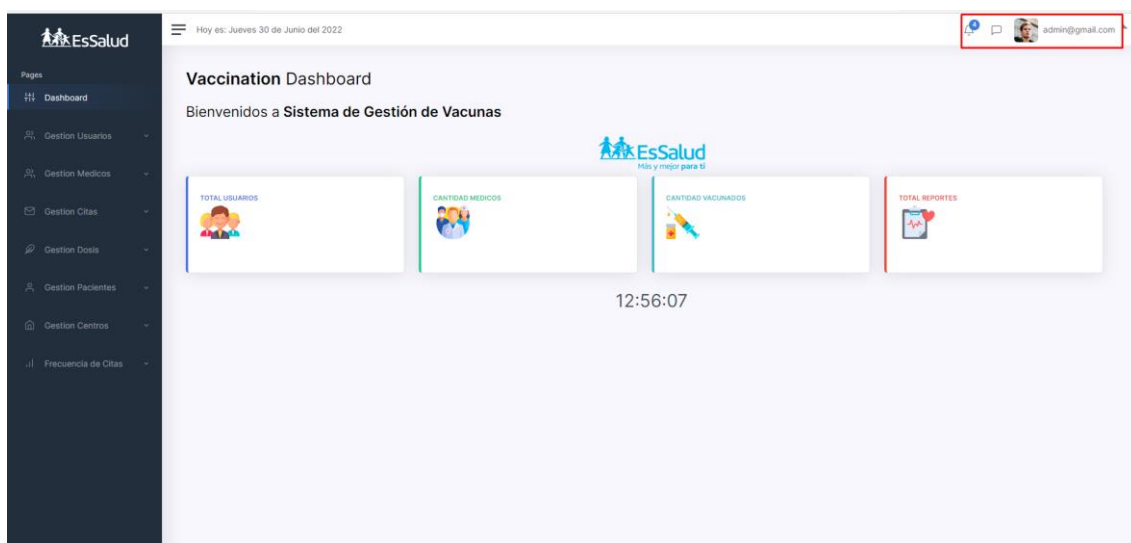 EsSalud
Hoy es: Jueves 30 de Junio del 2022
4
admin@gmail.com
Pages
Dashboard
Gestion Usuarios
Gestion Medicos
Gestion Citas
Gestion Dosis
Gestion Pacientes
Gestion Centros
Frecuencia de Citas
Vaccination Dashboard
Bienvenidos a Sistema de Gestión de Vacunas
EsSalud
Más y mejor para ti
TOTAL USUARIOS
CANTIDAD MEDICOS
CANTIDAD VACUNADOS
TOTAL REPORTES
12:56:07